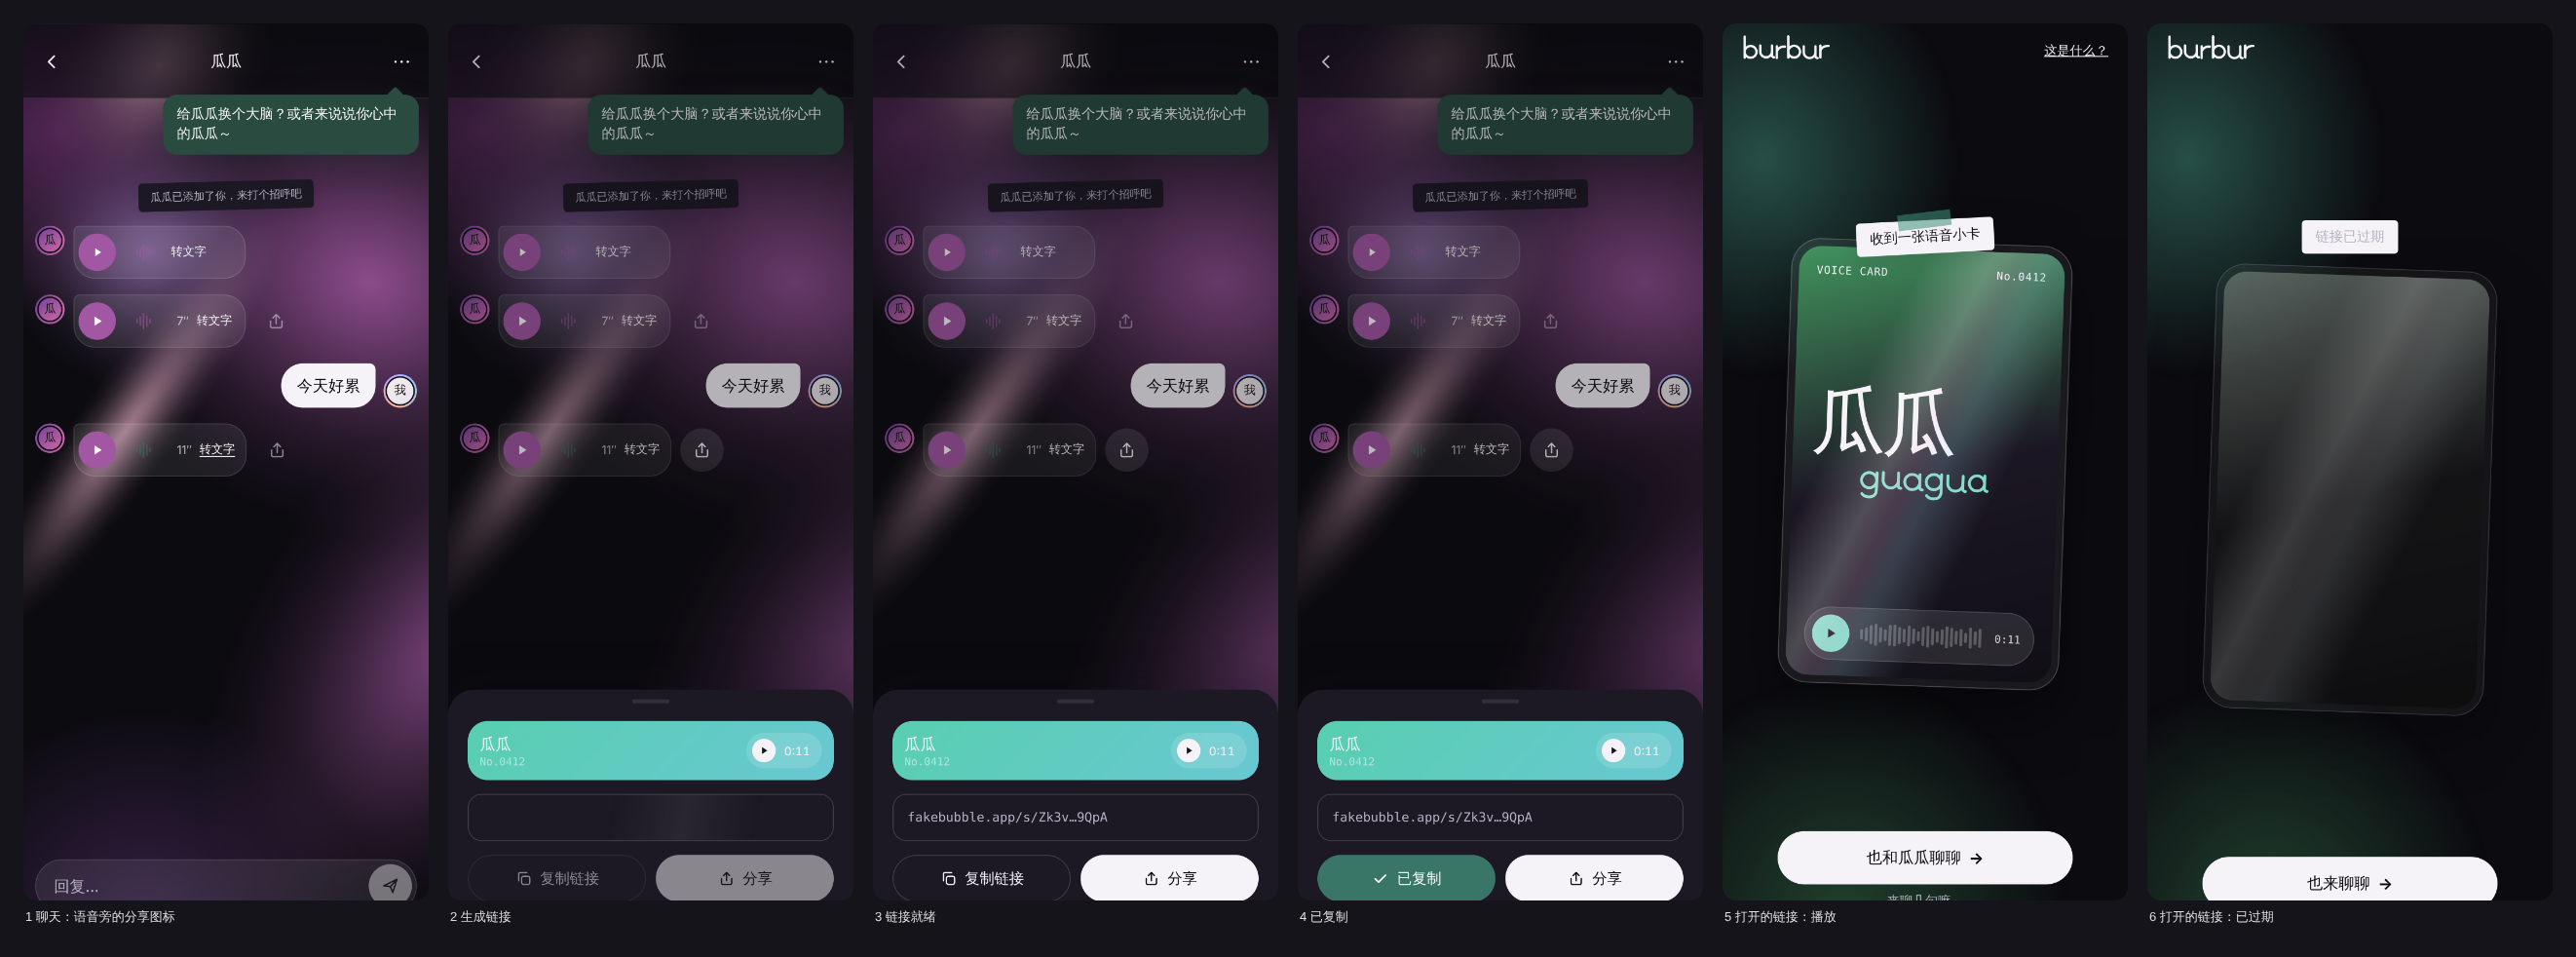 瓜瓜
给瓜瓜换个大脑？或者来说说你心中
的瓜瓜～
瓜瓜已添加了你，来打个招呼吧
瓜
转文字
瓜
7'' 转文字
今天好累
我
瓜
11'' 转文字
回复...
1 聊天：语音旁的分享图标
瓜瓜
给瓜瓜换个大脑？或者来说说你心中
的瓜瓜～
瓜瓜已添加了你，来打个招呼吧
瓜
转文字
瓜
7'' 转文字
今天好累
我
瓜
11'' 转文字
瓜瓜
No.0412
0:11
复制链接
分享
2 生成链接
瓜瓜
给瓜瓜换个大脑？或者来说说你心中
的瓜瓜～
瓜瓜已添加了你，来打个招呼吧
瓜
转文字
瓜
7'' 转文字
今天好累
我
瓜
11'' 转文字
瓜瓜
No.0412
0:11
fakebubble.app/s/Zk3v…9QpA
复制链接
分享
3 链接就绪
瓜瓜
给瓜瓜换个大脑？或者来说说你心中
的瓜瓜～
瓜瓜已添加了你，来打个招呼吧
瓜
转文字
瓜
7'' 转文字
今天好累
我
瓜
11'' 转文字
瓜瓜
No.0412
0:11
fakebubble.app/s/Zk3v…9QpA
已复制
分享
4 已复制
burbur
这是什么？
收到一张语音小卡
VOICE CARD
No.0412
瓜瓜
guagua
0:11
也和瓜瓜聊聊 →
5 打开的链接：播放
burbur
链接已过期
也来聊聊 →
6 打开的链接：已过期